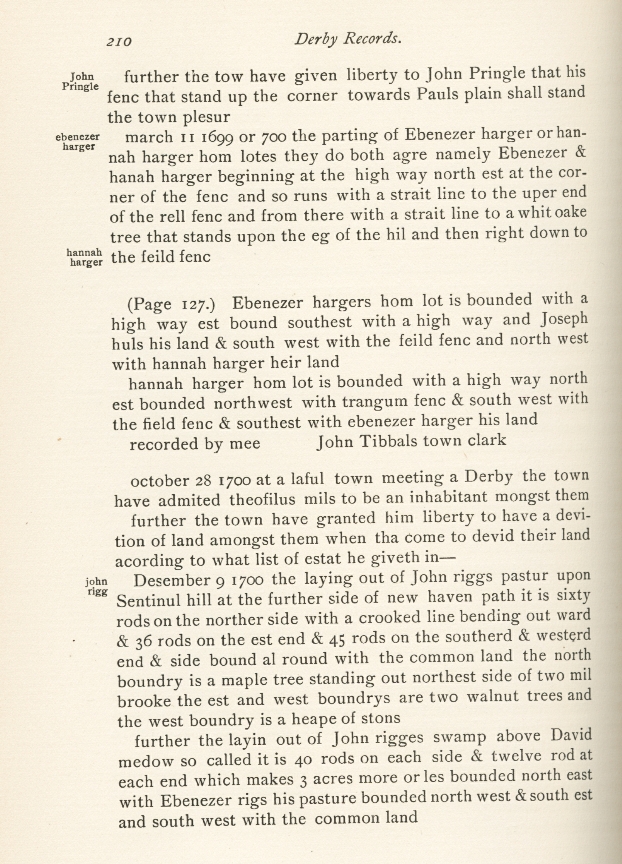 210 Derby Records.
John
Pringle
further the tow have given liberty to John Pringle that his
fenc that stand up the corner towards Pauls plain shall stand
the town plesur
ebenezer
harger
march 11 1699 or 700 the parting of Ebenezer harger or han-
nah harger hom lotes they do both agre namely Ebenezer &
hanah harger beginning at the high way north est at the cor-
ner of the fenc and so runs with a strait line to the uper end
of the rell fenc and from there with a strait line to a whit oake
tree that stands upon the eg of the hil and then right down to
hannah
harger
the feild fenc
(Page 127.) Ebenezer hargers hom lot is bounded with a
high way est bound southest with a high way and Joseph
huls his land & south west with the feild fenc and north west
with hannah harger heir land
hannah harger hom lot is bounded with a high way north
est bounded northwest with trangum fenc & south west with
the field fenc & southest with ebenezer harger his land
recorded by mee John Tibbals town clark
october 28 1700 at a laful town meeting a Derby the town
have admited theofilus mils to be an inhabitant mongst them
further the town have granted him liberty to have a devi-
tion of land amongst them when tha come to devid their land
acording to what list of estat he giveth in—
john
rigg
Desember 9 1700 the laying out of John riggs pastur upon
Sentinul hill at the further side of new haven path it is sixty
rods on the norther side with a crooked line bending out ward
& 36 rods on the est end & 45 rods on the southerd & westerd
end & side bound al round with the common land the north
boundry is a maple tree standing out northest side of two mil
brooke the est and west boundrys are two walnut trees and
the west boundry is a heape of stons
further the layin out of John rigges swamp above David
medow so called it is 40 rods on each side & twelve rod at
each end which makes 3 acres more or les bounded north east
with Ebenezer rigs his pasture bounded north west & south est
and south west with the common land